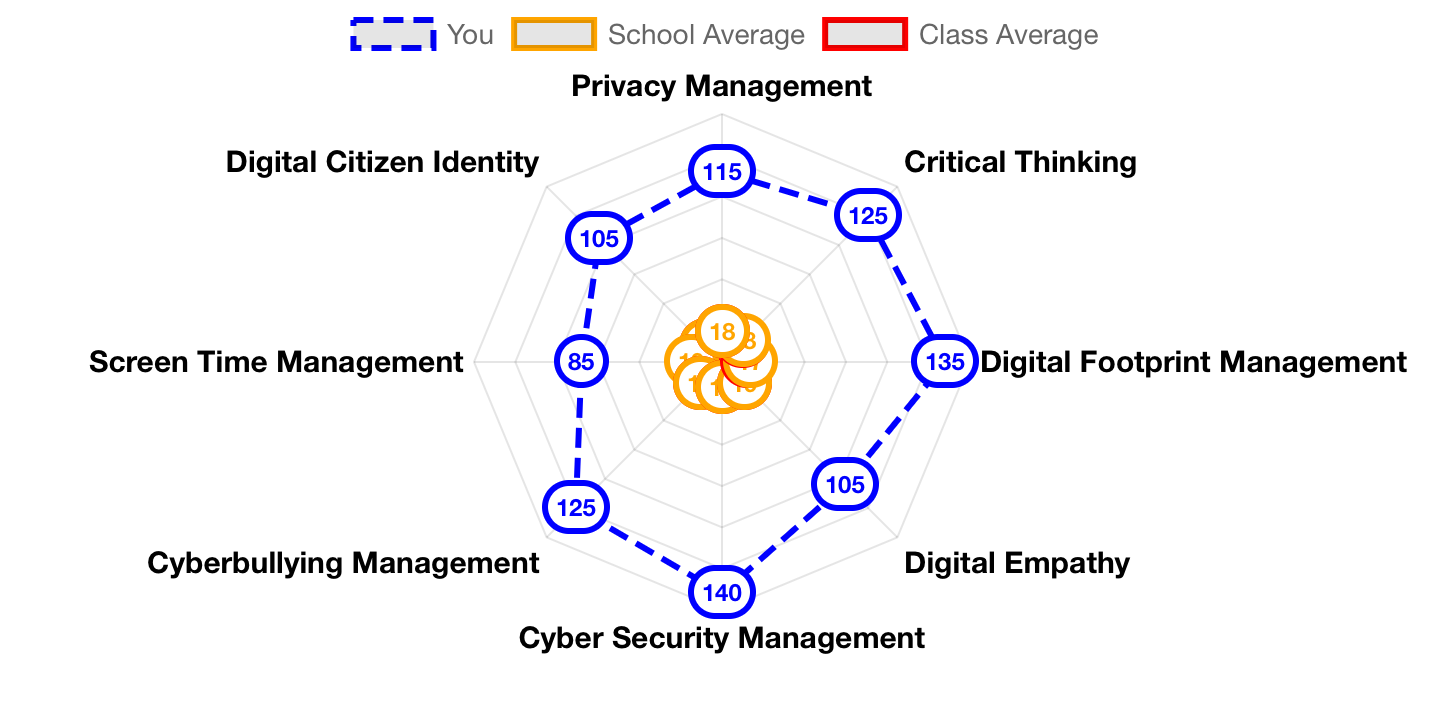 You School Average Class Average
Privacy Management
Digital Citizen Identity Critical Thinking
115
125
105
18
Screen Time Management 85 135 Digital Footprint Management
105
125
Cyberbullying Management Digital Empathy
140
Cyber Security Management